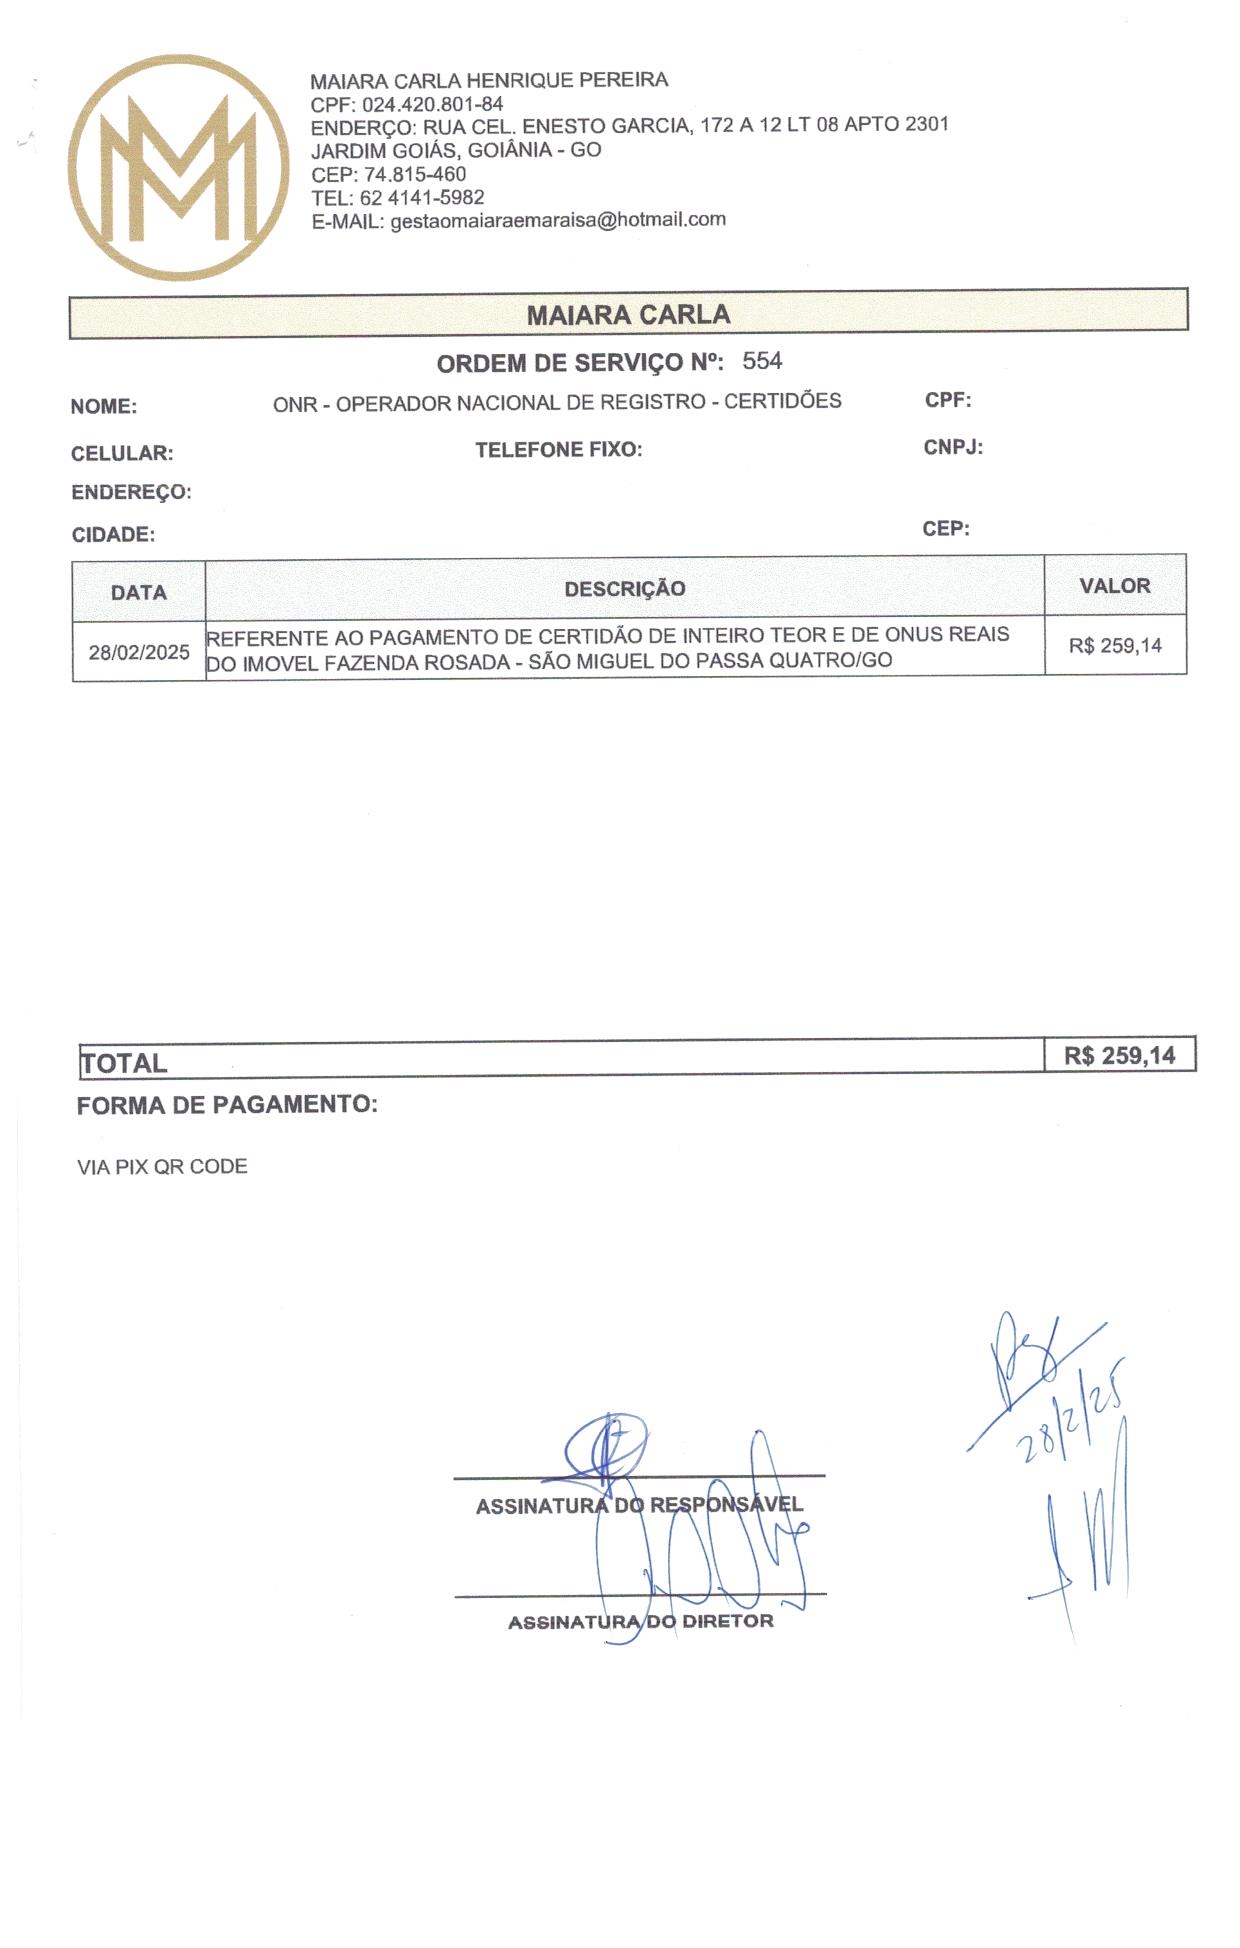 MAIARA CARLA HENRIQUE PEREIRA
CPF: 024.420.801-84
ENDERÇO: RUA CEL. ENESTO GARCIA, 172 A 12 LT 08 APTO 2301
JARDIM GOIÁS, GOIÂNIA - GO
CEP: 74.815-460
TEL: 62 4141-5982
E-MAIL: gestaomaiaraemaraisa@hotmail.com
MAIARA CARLA
ORDEM DE SERVIÇO Nº: 554
NOME: ONR - OPERADOR NACIONAL DE REGISTRO - CERTIDÕES CPF:
CELULAR: TELEFONE FIXO: CNPJ:
ENDEREÇO:
CIDADE: CEP:
DATA DESCRIÇÃO VALOR
28/02/2025 REFERENTE AO PAGAMENTO DE CERTIDÃO DE INTEIRO TEOR E DE ONUS REAIS R$ 259,14
DO IMOVEL FAZENDA ROSADA - SÃO MIGUEL DO PASSA QUATRO/GO
TOTAL R$ 259,14
FORMA DE PAGAMENTO:
VIA PIX QR CODE
28/2/25
ASSINATURA DO RESPONSÁVEL
ASSINATURA DO DIRETOR